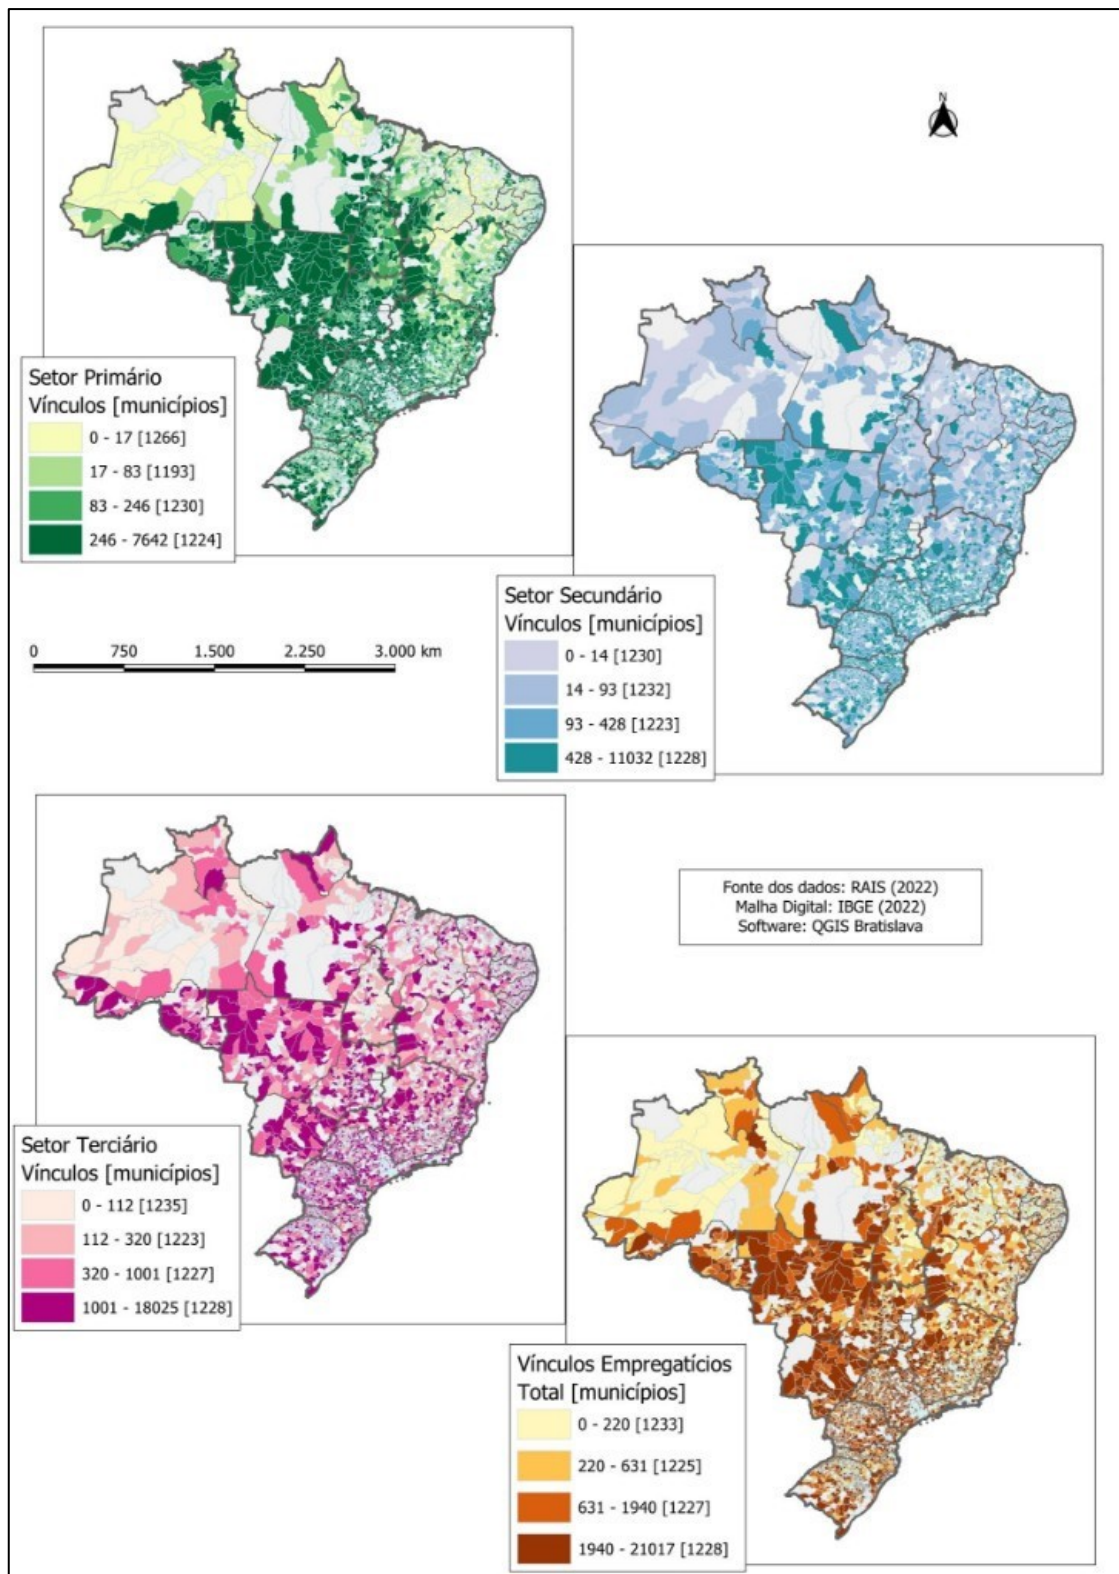 N
Setor Primário
Vínculos [municípios]
0 - 17 [1266]
17 - 83 [1193]
83 - 246 [1230]
246 - 7642 [1224]
0 750 1.500 2.250 3.000 km
Setor Secundário
Vínculos [municípios]
0 - 14 [1230]
14 - 93 [1232]
93 - 428 [1223]
428 - 11032 [1228]
Fonte dos dados: RAIS (2022)
Malha Digital: IBGE (2022)
Software: QGIS Bratislava
Setor Terciário
Vínculos [municípios]
0 - 112 [1235]
112 - 320 [1223]
320 - 1001 [1227]
1001 - 18025 [1228]
Vínculos Empregatícios
Total [municípios]
0 - 220 [1233]
220 - 631 [1225]
631 - 1940 [1227]
1940 - 21017 [1228]